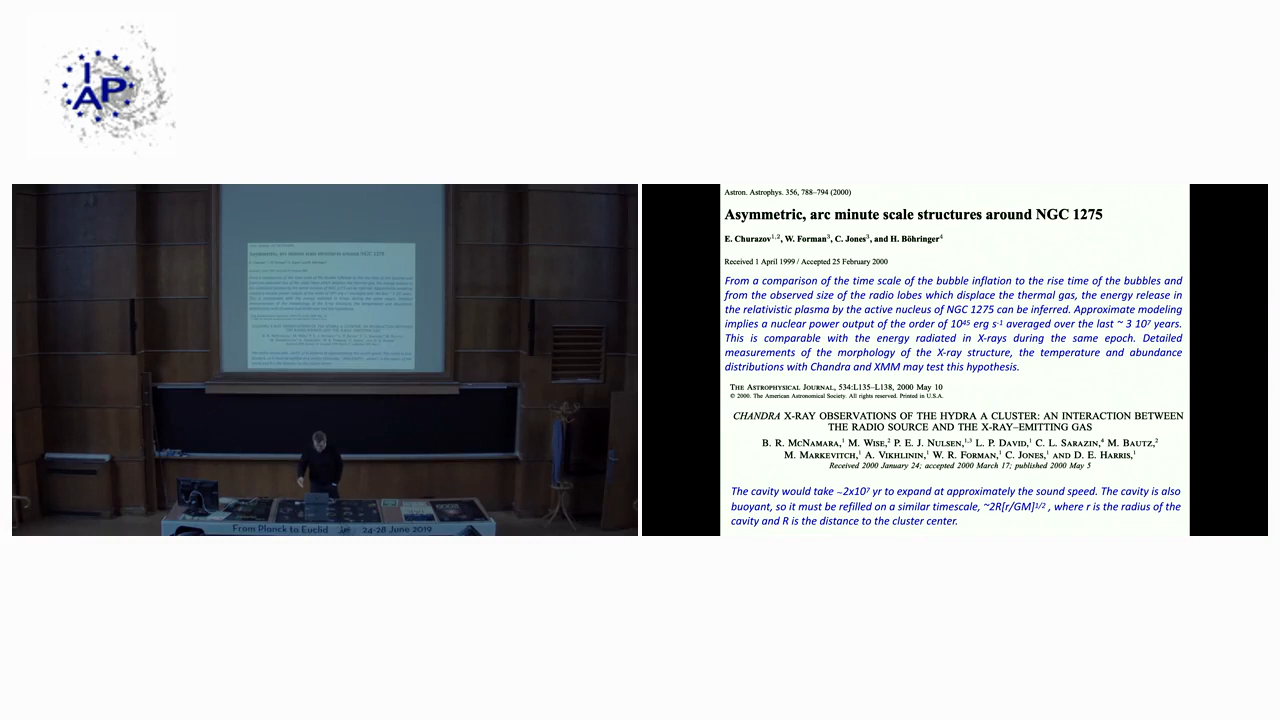 I
AP
From Planck to Euclid
24-28 June 2019
Astron. Astrophys. 356, 788–794 (2000)
Asymmetric, arc minute scale structures around NGC 1275
E. Churazov1,2, W. Forman3, C. Jones3, and H. Böhringer4
Received 1 April 1999 / Accepted 25 February 2000
From a comparison of the time scale of the bubble inflation to the rise time of the bubbles and
from the observed size of the radio lobes which displace the thermal gas, the energy release in
the relativistic plasma by the active nucleus of NGC 1275 can be inferred. Approximate modeling
implies a nuclear power output of the order of 10⁴⁵ erg s⁻¹ averaged over the last ~ 3 10⁷ years.
This is comparable with the energy radiated in X-rays during the same epoch. Detailed
measurements of the morphology of the X-ray structure, the temperature and abundance
distributions with Chandra and XMM may test this hypothesis.
THE ASTROPHYSICAL JOURNAL, 534:L135–L138, 2000 May 10
© 2000. The American Astronomical Society. All rights reserved. Printed in U.S.A.
CHANDRA X-RAY OBSERVATIONS OF THE HYDRA A CLUSTER: AN INTERACTION BETWEEN
THE RADIO SOURCE AND THE X-RAY–EMITTING GAS
B. R. MCNAMARA,1 M. WISE,2 P. E. J. NULSEN,1,3 L. P. DAVID,1 C. L. SARAZIN,4 M. BAUTZ,2
M. MARKEVITCH,1 A. VIKHLININ,1 W. R. FORMAN,1 C. JONES,1 AND D. E. HARRIS,1
Received 2000 January 24; accepted 2000 March 17; published 2000 May 5
The cavity would take ~2x10⁷ yr to expand at approximately the sound speed. The cavity is also
buoyant, so it must be refilled on a similar timescale, ~2R[r/GM]1/2 , where r is the radius of the
cavity and R is the distance to the cluster center.